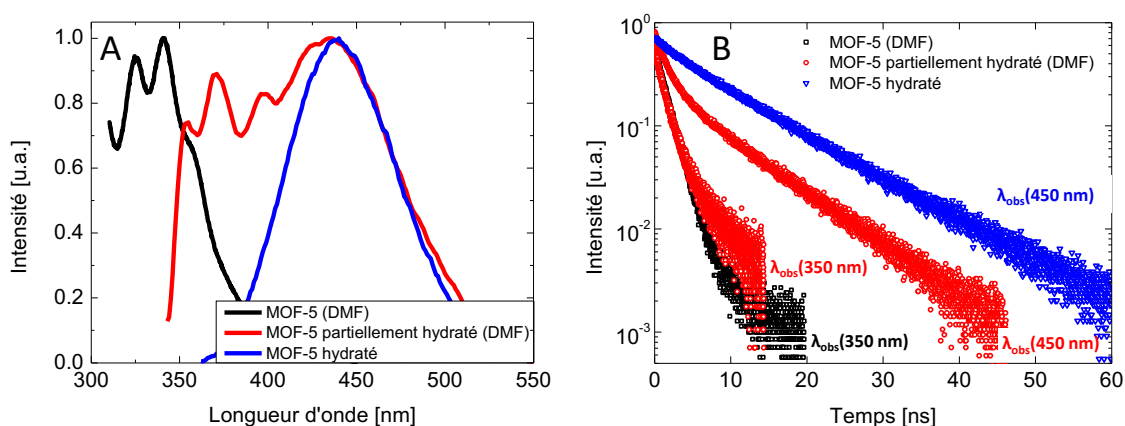 A
Intensité [u.a.]
1.0
0.8
0.6
0.4
0.2
0.0
MOF-5 (DMF)
MOF-5 partiellement hydraté (DMF)
MOF-5 hydraté
300 350 400 450 500 550
Longueur d'onde [nm]
B
Intensité [u.a.]
10^0
10^-1
10^-2
10^-3
MOF-5 (DMF)
MOF-5 partiellement hydraté (DMF)
MOF-5 hydraté
λobs(450 nm)
λobs(350 nm)
λobs(350 nm)
λobs(450 nm)
0 10 20 30 40 50 60
Temps [ns]